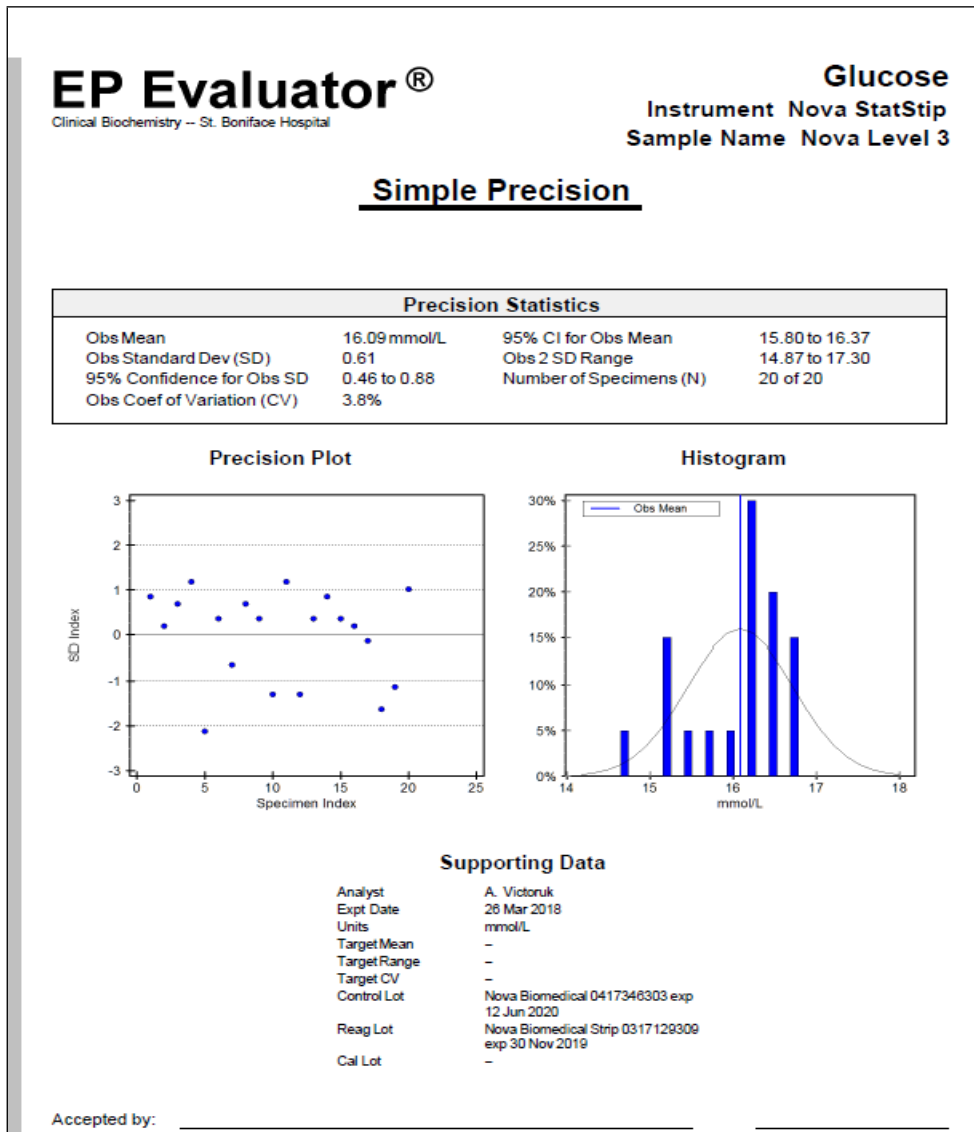 EP Evaluator ®
Clinical Biochemistry -- St. Boniface Hospital
Glucose
Instrument Nova StatStip
Sample Name Nova Level 3
Simple Precision
Precision Statistics
Obs Mean 16.09 mmol/L 95% CI for Obs Mean 15.80 to 16.37
Obs Standard Dev (SD) 0.61 Obs 2 SD Range 14.87 to 17.30
95% Confidence for Obs SD 0.46 to 0.88 Number of Specimens (N) 20 of 20
Obs Coef of Variation (CV) 3.8%
Precision Plot
3
2
1
0
-1
-2
-3
SD Index
0 5 10 15 20 25
Specimen Index
Histogram
Obs Mean
30%
25%
20%
15%
10%
5%
0%
14 15 16 17 18
mmol/L
Supporting Data
Analyst A. Victoruk
Expt Date 26 Mar 2018
Units mmol/L
Target Mean –
Target Range –
Target CV –
Control Lot Nova Biomedical 0417346303 exp
12 Jun 2020
Reag Lot Nova Biomedical Strip 0317129309
exp 30 Nov 2019
Cal Lot –
Accepted by: